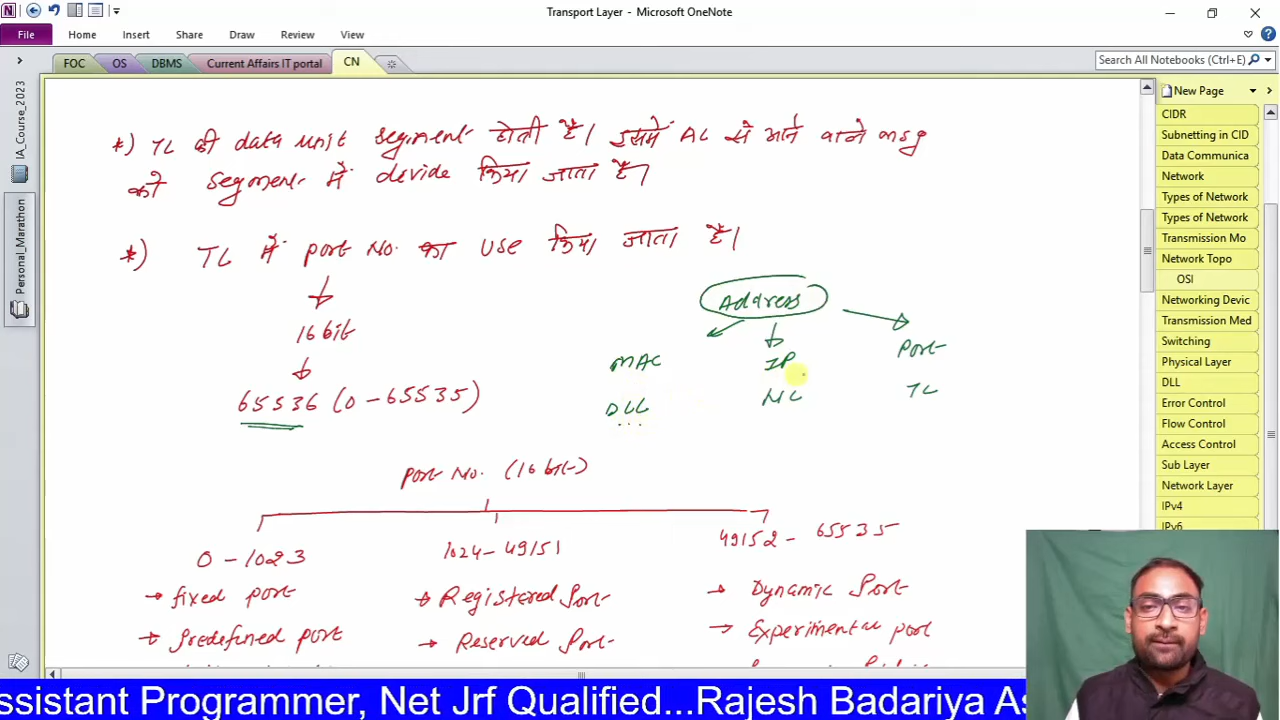 Transport Layer - Microsoft OneNote
File Home Insert Share Draw Review View
FOC OS DBMS Current Affairs IT portal CN
Search All Notebooks (Ctrl+E)
IA_Course_2023
Personal_Marathon
*) TL की data unit segment होती है। इसमें AL से आने वाले msg
को segment में devide किया जाता है।
*) TL में port No. का use किया जाता है।
16 bit
65536 (0 - 65535)
Address
MAC IP Port
DLL NL TL
Port No. (16 bit)
0 - 1023 1024 - 49151 49152 - 65535
→ fixed port → Registered Port → Dynamic Port
→ Predefined port → Reserved Port → Experimental port
New Page
CIDR
Subnetting in CID
Data Communica
Network
Types of Network
Types of Network
Transmission Mo
Network Topo
OSI
Networking Devic
Transmission Med
Switching
Physical Layer
DLL
Error Control
Flow Control
Access Control
Sub Layer
Network Layer
IPv4
IPv6
ssistant Programmer, Net Jrf Qualified...Rajesh Badariya As